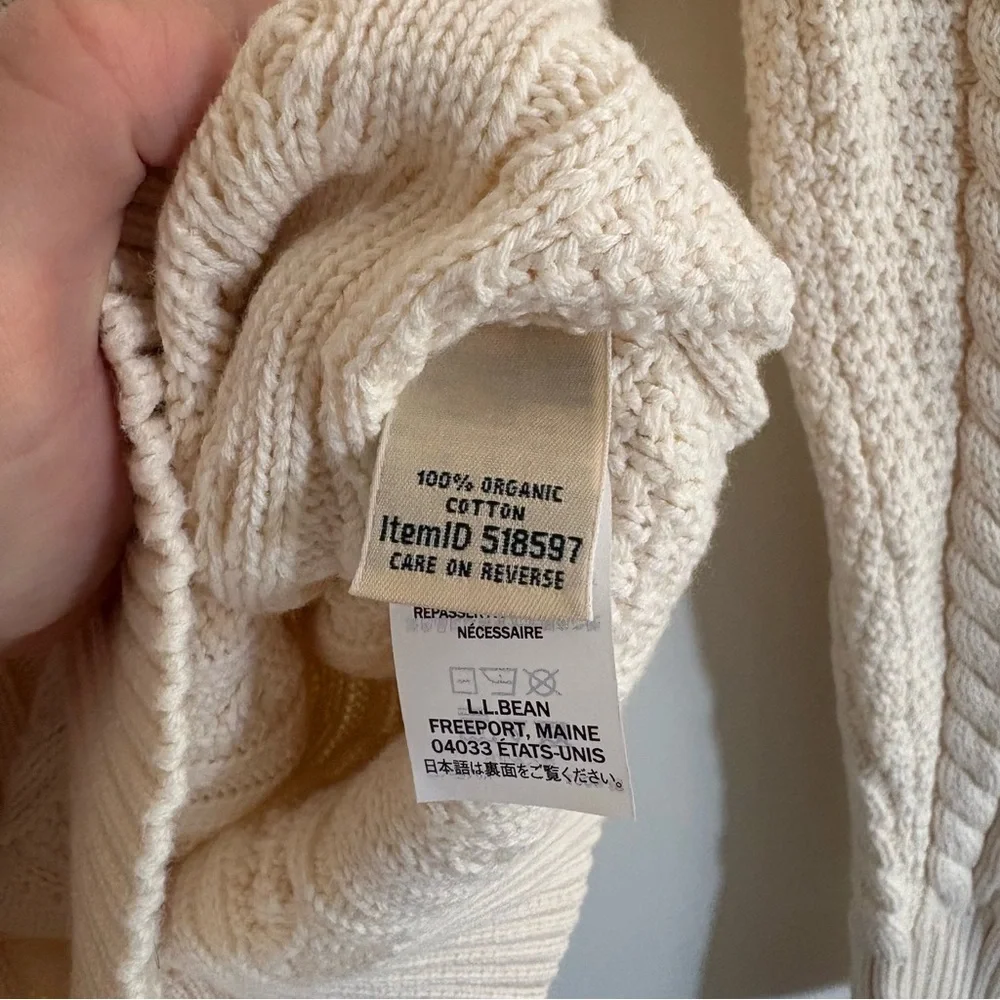 100% ORGANIC
COTTON
ItemID 518597
CARE ON REVERSE
NÉCESSAIRE
L.L.BEAN
FREEPORT, MAINE
04033 ÉTATS-UNIS
日本語は裏面をご覧ください。